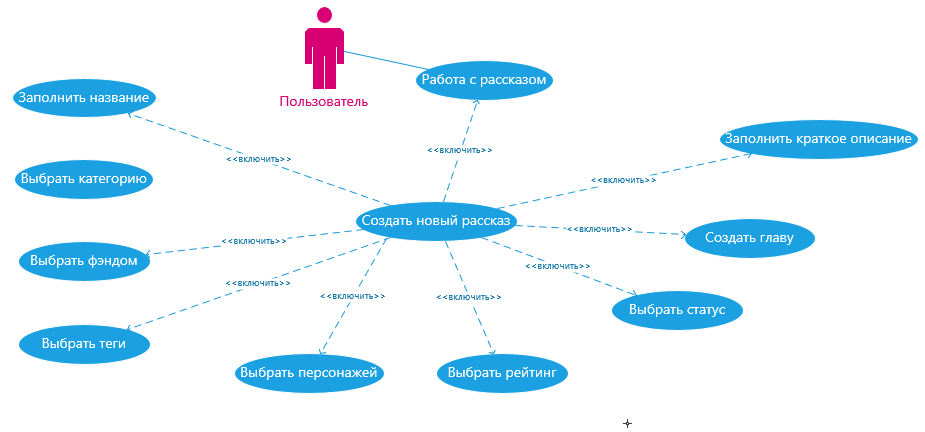 Работа с рассказом
Пользователь
Заполнить название
Заполнить краткое описание
<<включить>>
<<включить>>
<<включить>>
Выбрать категорию
Создать новый рассказ
<<включить>>
<<включить>>
Создать главу
Выбрать фэндом
<<включить>>
<<включить>>
<<включить>>
<<включить>>
Выбрать статус
Выбрать теги
Выбрать персонажей
Выбрать рейтинг